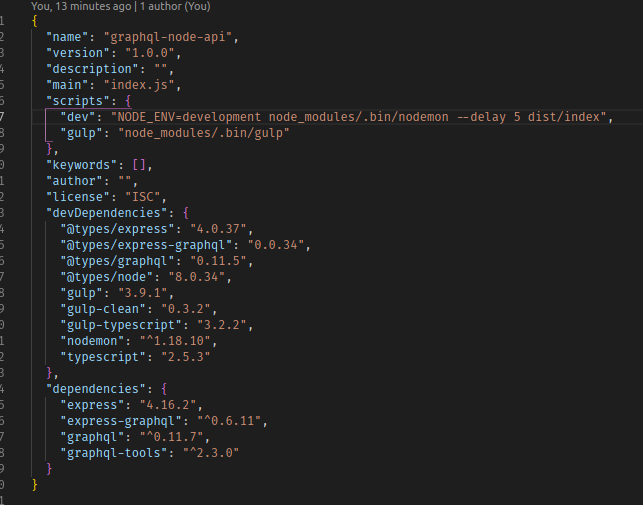 You, 13 minutes ago | 1 author (You)
1 {
2 "name": "graphql-node-api",
3 "version": "1.0.0",
4 "description": "",
5 "main": "index.js",
6 "scripts": {
7 "dev": "NODE_ENV=development node_modules/.bin/nodemon --delay 5 dist/index",
8 "gulp": "node_modules/.bin/gulp"
9 },
0 "keywords": [],
1 "author": "",
2 "license": "ISC",
3 "devDependencies": {
4 "@types/express": "4.0.37",
5 "@types/express-graphql": "0.0.34",
6 "@types/graphql": "0.11.5",
7 "@types/node": "8.0.34",
8 "gulp": "3.9.1",
9 "gulp-clean": "0.3.2",
0 "gulp-typescript": "3.2.2",
1 "nodemon": "^1.18.10",
2 "typescript": "2.5.3"
3 },
4 "dependencies": {
5 "express": "4.16.2",
6 "express-graphql": "^0.6.11",
7 "graphql": "^0.11.7",
8 "graphql-tools": "^2.3.0"
9 }
0 }
1